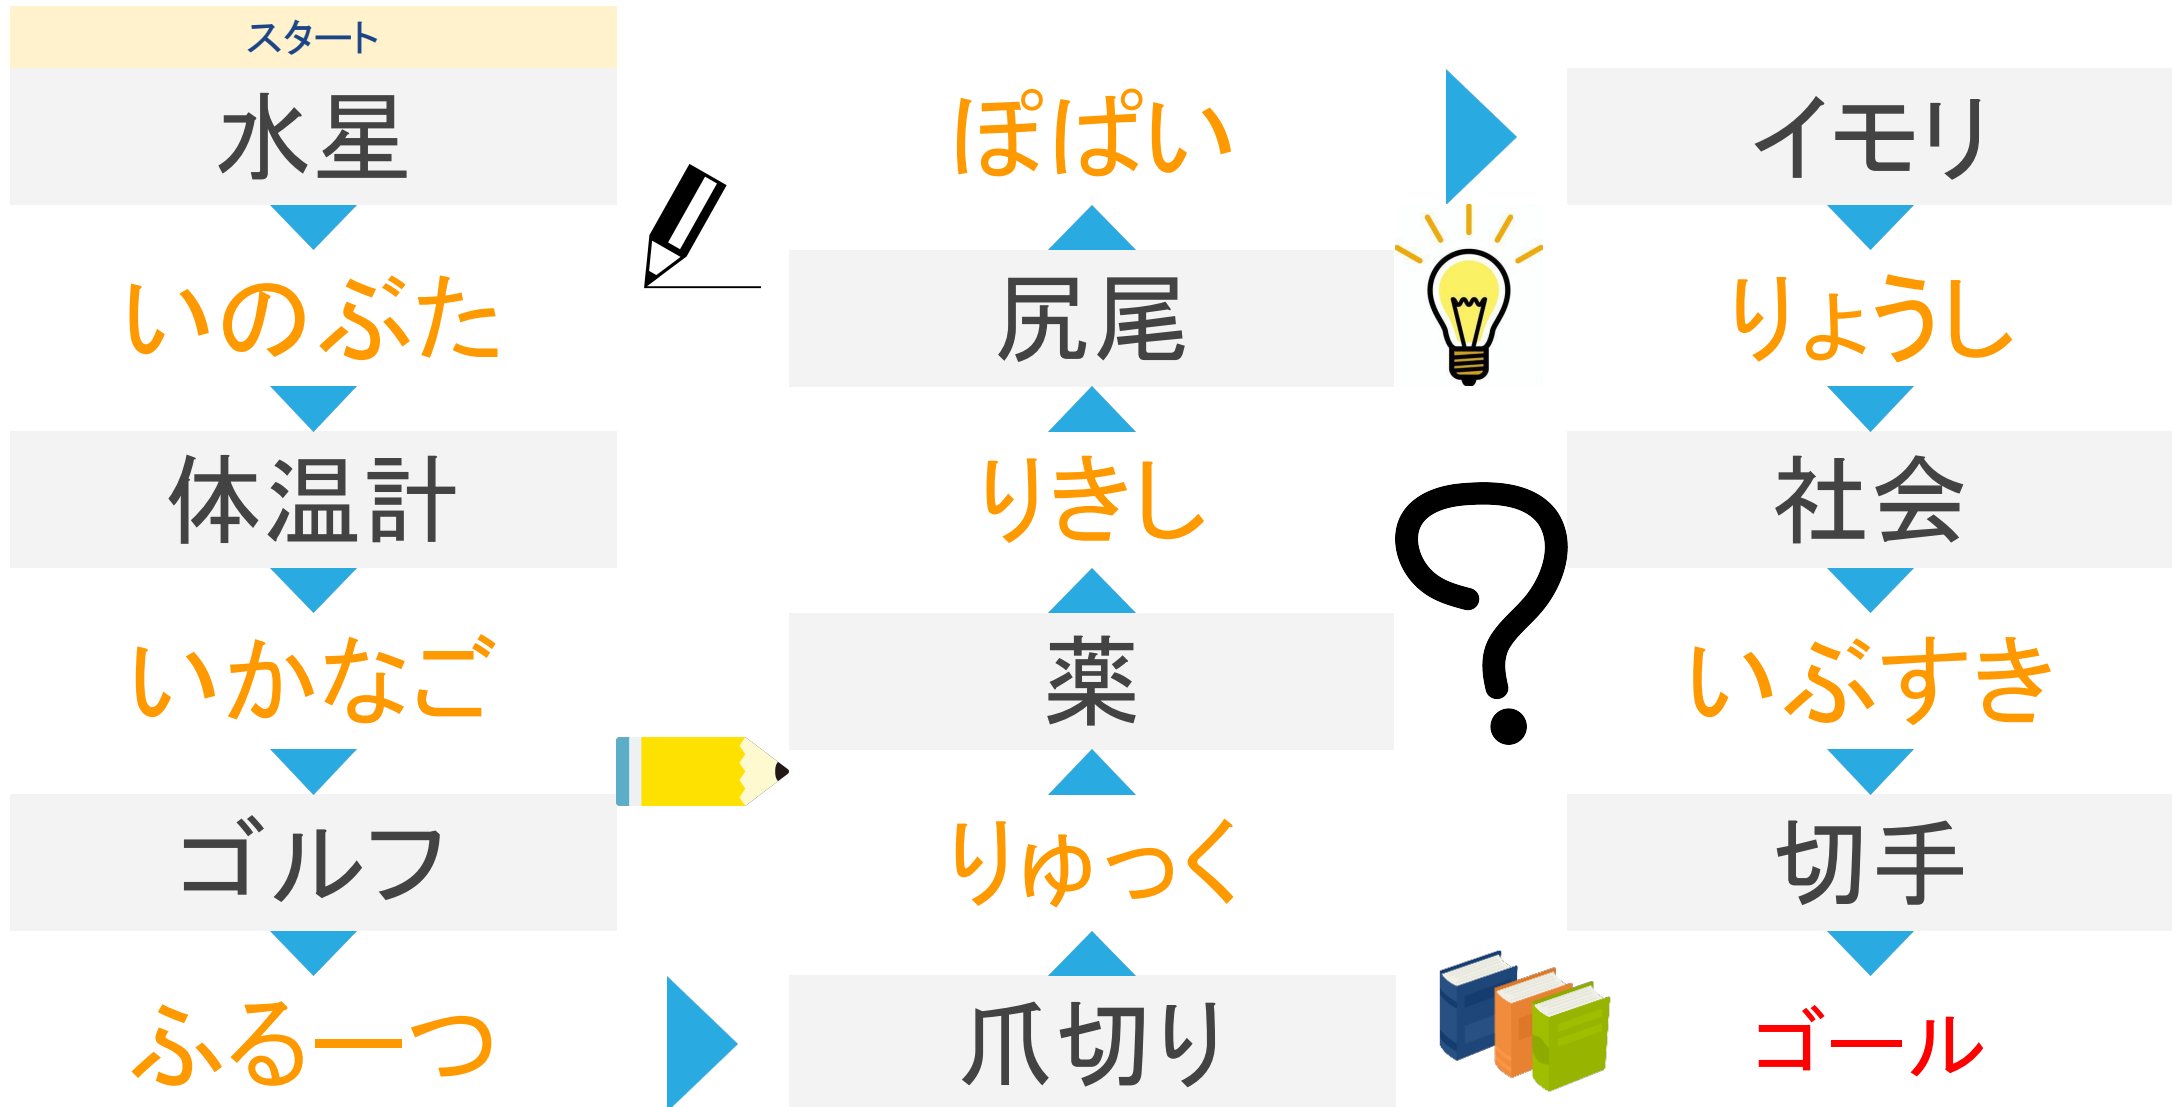 スタート
水星
いのぶた
体温計
いかなご
ゴルフ
ふるーつ
爪切り
りゅっく
薬
りきし
尻尾
ぽぱい
イモリ
りょうし
社会
いぶすき
切手
ゴール